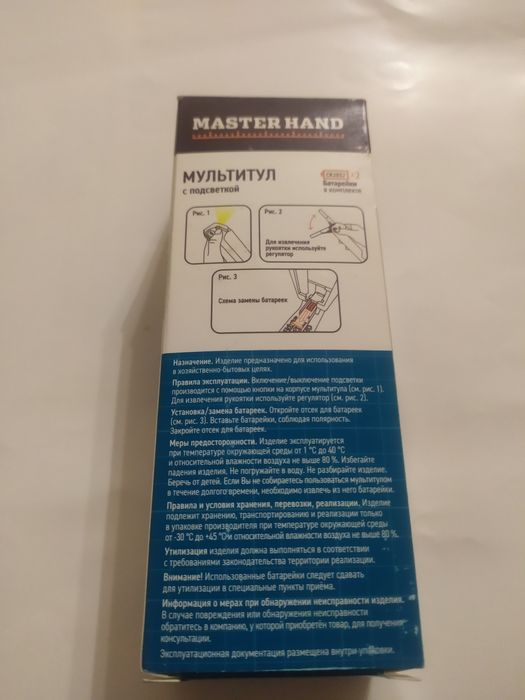 MASTER HAND
МУЛЬТИТУЛ
с подсветкой
CR2032 ×2
Батарейки
в комплекте
Рис. 1
Рис. 2
Для извлечения
рукоятки используйте
регулятор
Рис. 3
Схема замены батареек
Назначение. Изделие предназначено для использования
в хозяйственно-бытовых целях.
Правила эксплуатации. Включение/выключение подсветки
производится с помощью кнопки на корпусе мультитула (см. рис. 1).
Для извлечения рукоятки используйте регулятор (см. рис. 2).
Установка/замена батареек. Откройте отсек для батареек
(см. рис. 3). Вставьте батарейки, соблюдая полярность.
Закройте отсек для батареек.
Меры предосторожности. Изделие эксплуатируется
при температуре окружающей среды от 1 °C до 40 °C
и относительной влажности воздуха не выше 80 %. Избегайте
падения изделия. Не погружайте в воду. Не разбирайте изделие.
Беречь от детей. Если Вы не собираетесь пользоваться мультитулом
в течение долгого времени, необходимо извлечь из него батарейки.
Правила и условия хранения, перевозки, реализации. Изделие
подлежит хранению, транспортированию и реализации только
в упаковке производителя при температуре окружающей среды
от -30 °C до +45 °C и относительной влажности воздуха не выше 80 %.
Утилизация изделия должна выполняться в соответствии
с требованиями законодательства территории реализации.
Внимание! Использованные батарейки следует сдавать
для утилизации в специальные пункты приёма.
Информация о мерах при обнаружении неисправности изделия.
В случае повреждения или обнаружения неисправности
обратитесь в компанию, у которой приобретён товар, для получения
консультации.
Эксплуатационная документация размещена внутри упаковки.